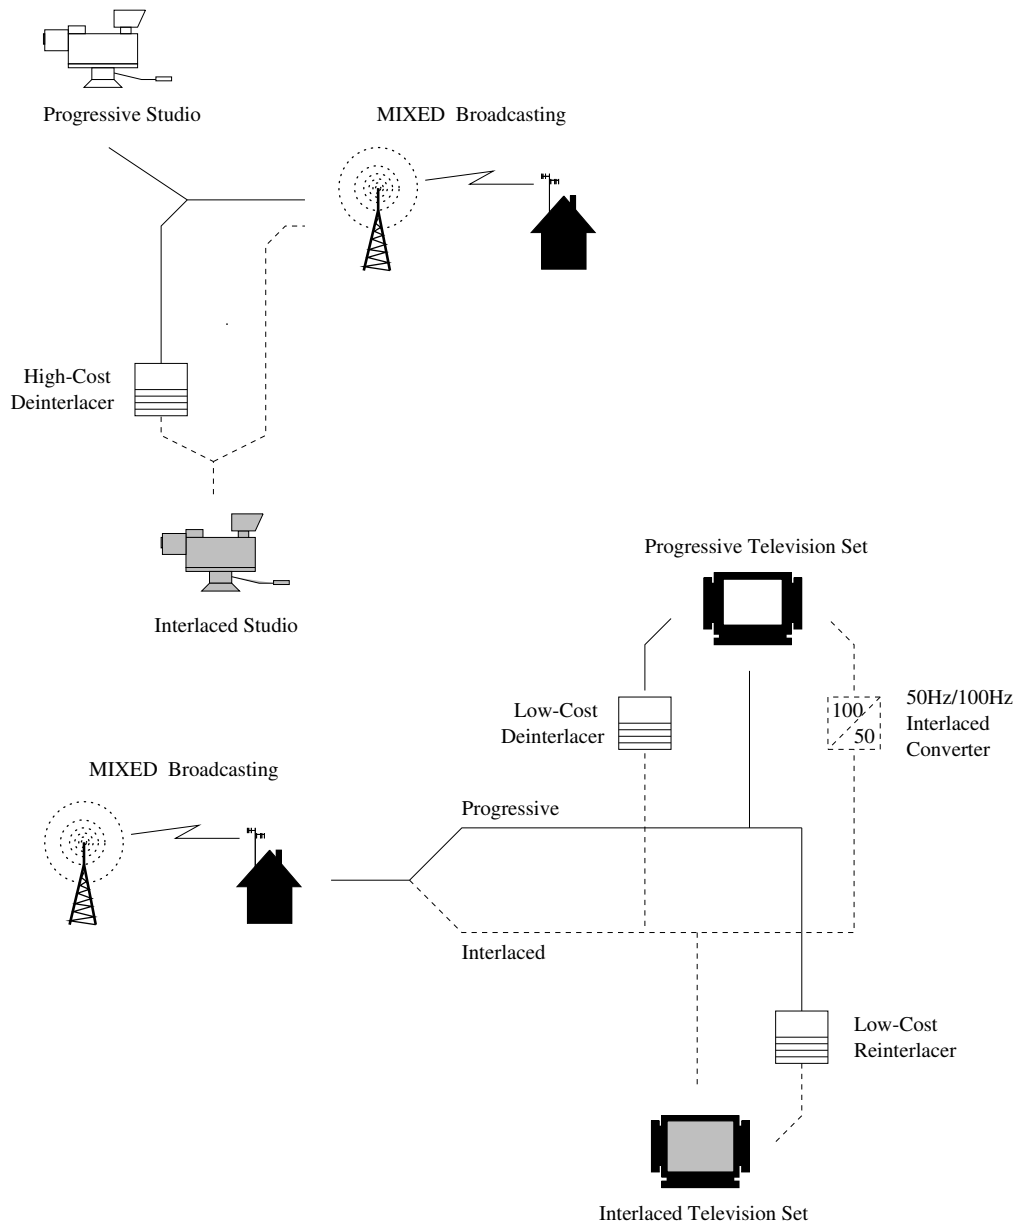 Progressive Studio
MIXED Broadcasting
High-Cost
Deinterlacer
Interlaced Studio
Progressive Television Set
Low-Cost
Deinterlacer
100
50
50Hz/100Hz
Interlaced
Converter
MIXED Broadcasting
Progressive
Interlaced
Low-Cost
Reinterlacer
Interlaced Television Set